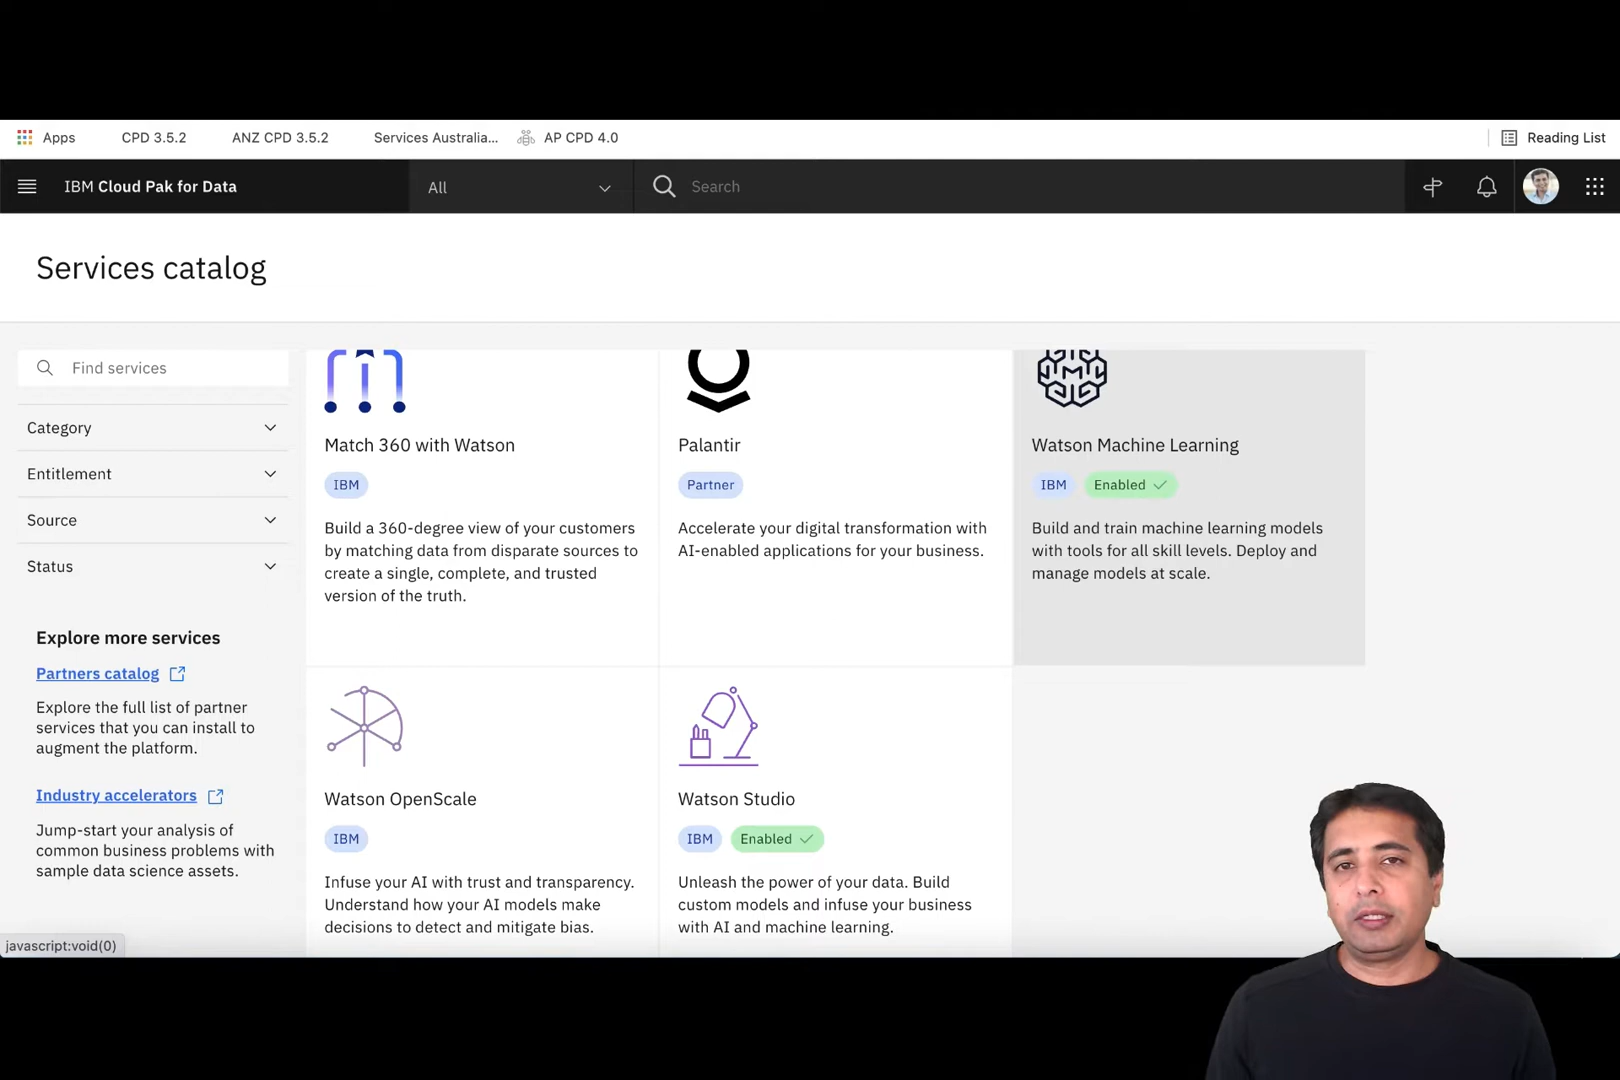 Apps CPD 3.5.2 ANZ CPD 3.5.2 Services Australia... AP CPD 4.0 Reading List
IBM Cloud Pak for Data All Search
Services catalog
Find services
Category
Entitlement
Source
Status
Explore more services
Partners catalog
Explore the full list of partner
services that you can install to
augment the platform.
Industry accelerators
Jump-start your analysis of
common business problems with
sample data science assets.
Match 360 with Watson
IBM
Build a 360-degree view of your customers
by matching data from disparate sources to
create a single, complete, and trusted
version of the truth.
Palantir
Partner
Accelerate your digital transformation with
AI-enabled applications for your business.
Watson Machine Learning
IBM Enabled
Build and train machine learning models
with tools for all skill levels. Deploy and
manage models at scale.
Watson OpenScale
IBM
Infuse your AI with trust and transparency.
Understand how your AI models make
decisions to detect and mitigate bias.
Watson Studio
IBM Enabled
Unleash the power of your data. Build
custom models and infuse your business
with AI and machine learning.
javascript:void(0)